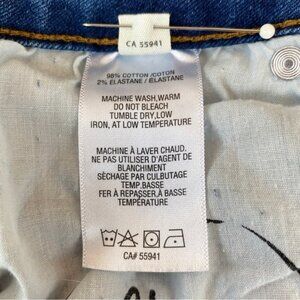 CA 55941
98% COTTON /COTON
2% ELASTANE / ÉLASTANE
MACHINE WASH,WARM
DO NOT BLEACH
TUMBLE DRY,LOW
IRON, AT LOW TEMPERATURE
MACHINE À LAVER CHAUD.
NE PAS UTILISER D'AGENT DE
BLANCHIMENT
SÉCHAGE PAR CULBUTAGE
TEMP.BASSE
FER À REPASSER,À BASSE
TEMPÉRATURE
CA# 55941